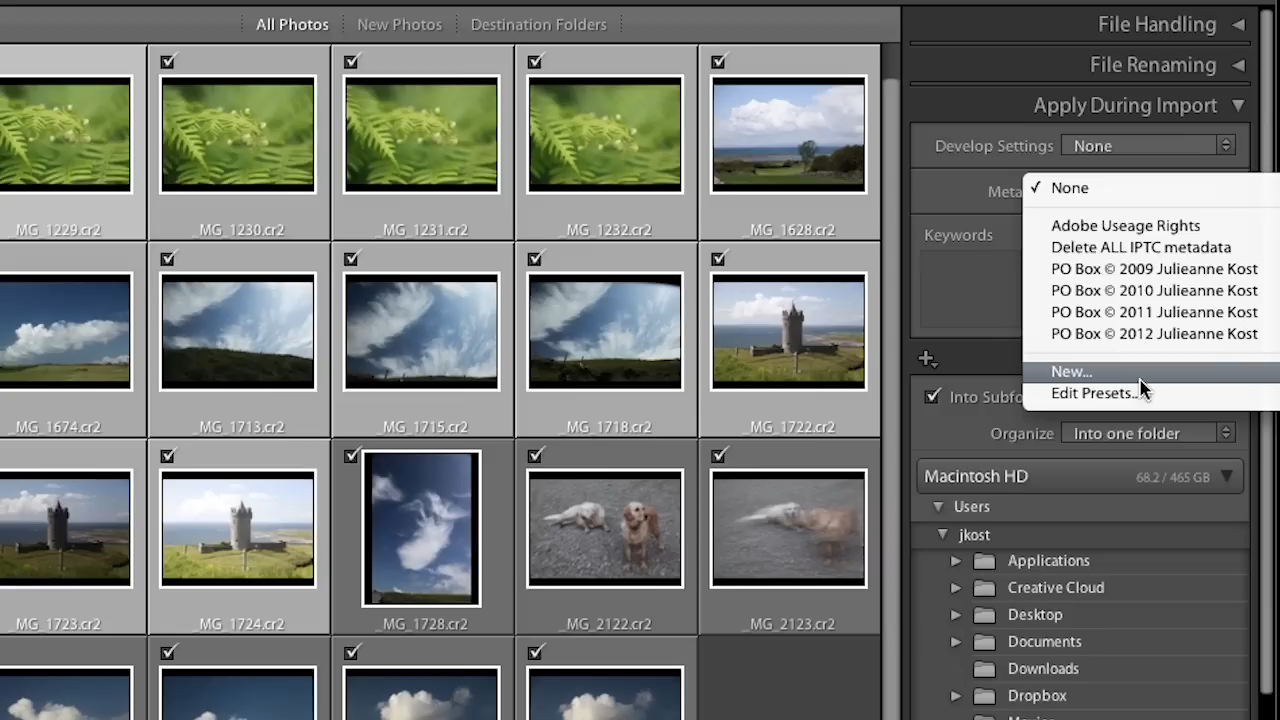 All Photos New Photos Destination Folders
_MG_1229.cr2 _MG_1230.cr2 _MG_1231.cr2 _MG_1232.cr2 _MG_1628.cr2
_MG_1674.cr2 _MG_1713.cr2 _MG_1715.cr2 _MG_1718.cr2 _MG_1722.cr2
_MG_1723.cr2 _MG_1724.cr2 _MG_1728.cr2 _MG_2122.cr2 _MG_2123.cr2
File Handling
File Renaming
Apply During Import
Develop Settings None
Meta
None
Keywords
Adobe Useage Rights
Delete ALL IPTC metadata
PO Box © 2009 Julieanne Kost
PO Box © 2010 Julieanne Kost
PO Box © 2011 Julieanne Kost
PO Box © 2012 Julieanne Kost
New...
Edit Presets...
Into Subfo
Organize Into one folder
Macintosh HD 68.2 / 465 GB
Users
jkost
Applications
Creative Cloud
Desktop
Documents
Downloads
Dropbox